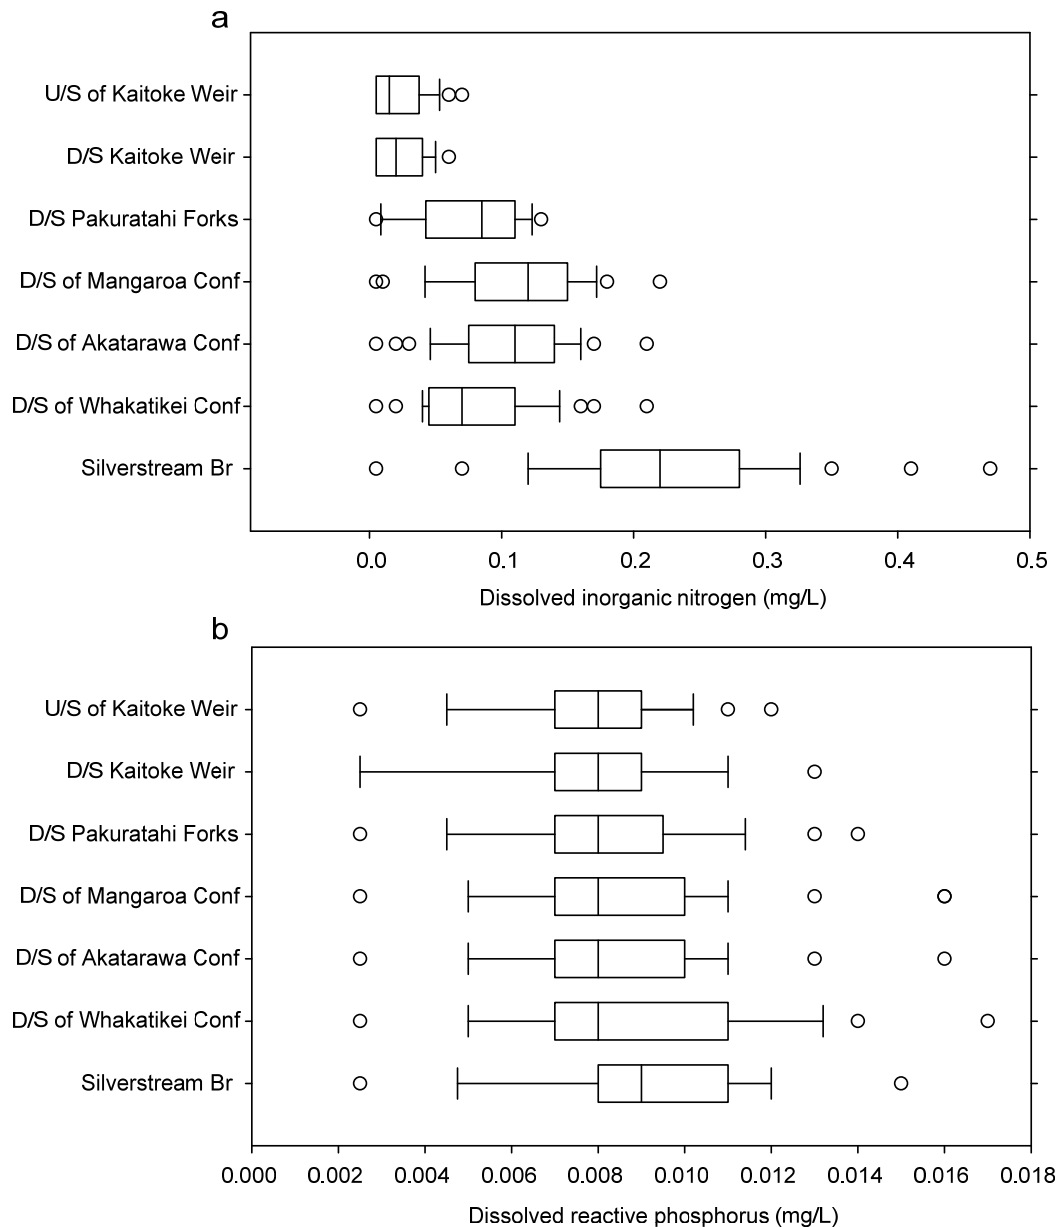 a
U/S of Kaitoke Weir
D/S Kaitoke Weir
D/S Pakuratahi Forks
D/S of Mangaroa Conf
D/S of Akatarawa Conf
D/S of Whakatikei Conf
Silverstream Br
0.0 0.1 0.2 0.3 0.4 0.5
Dissolved inorganic nitrogen (mg/L)
b
U/S of Kaitoke Weir
D/S Kaitoke Weir
D/S Pakuratahi Forks
D/S of Mangaroa Conf
D/S of Akatarawa Conf
D/S of Whakatikei Conf
Silverstream Br
0.000 0.002 0.004 0.006 0.008 0.010 0.012 0.014 0.016 0.018
Dissolved reactive phosphorus (mg/L)